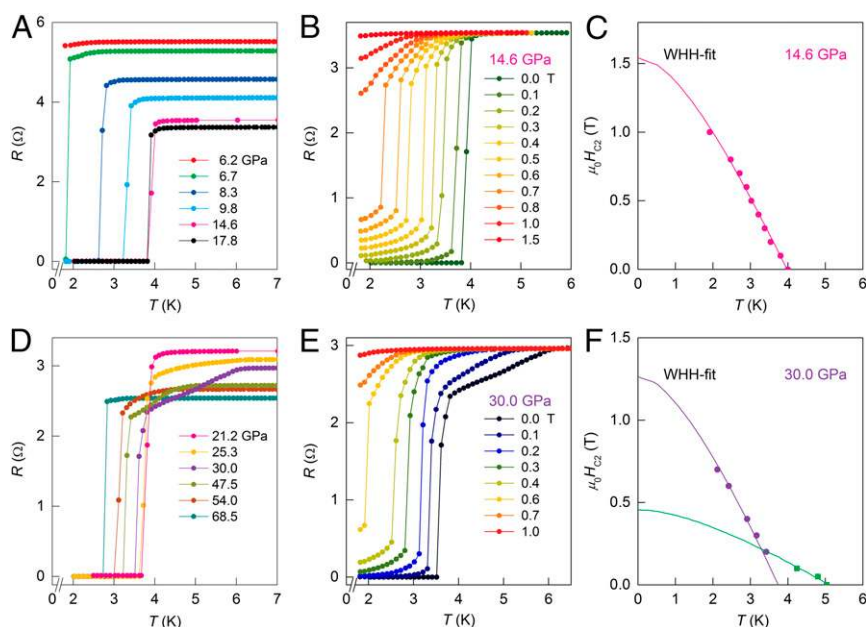 A
6
4
2
0
R (Ω)
6.2 GPa
6.7
8.3
9.8
14.6
17.8
0 2 3 4 5 6 7
T (K)
B
3
2
1
0
R (Ω)
14.6 GPa
0.0 T
0.1
0.2
0.3
0.4
0.5
0.6
0.7
0.8
1.0
1.5
0 2 3 4 5 6
T (K)
C
1.5
1.0
0.5
0.0
μ0HC2 (T)
WHH-fit 14.6 GPa
0 1 2 3 4 5 6
T (K)
D
3
2
1
0
R (Ω)
21.2 GPa
25.3
30.0
47.5
54.0
68.5
0 2 3 4 5 6 7
T (K)
E
3
2
1
0
R (Ω)
30.0 GPa
0.0 T
0.1
0.2
0.3
0.4
0.6
0.7
1.0
0 2 4 6
T (K)
F
1.5
1.0
0.5
0.0
μ0HC2 (T)
WHH-fit 30.0 GPa
0 1 2 3 4 5 6
T (K)